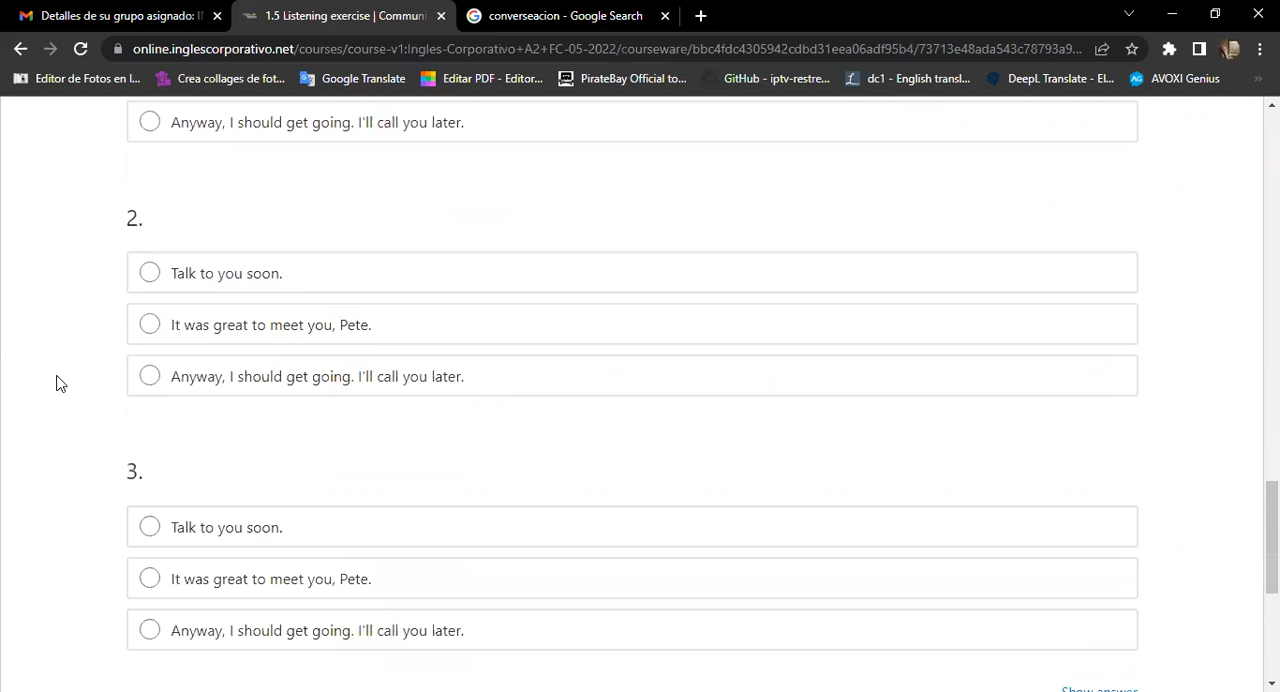 Detalles de su grupo asignado: I
1.5 Listening exercise | Communi
converseacion - Google Search
online.inglescorporativo.net/courses/course-v1:Ingles-Corporativo+A2+FC-05-2022/courseware/bbc4fdc4305942cdbd31eea06adf95b4/73713e48ada543c78793a9...
Editor de Fotos en l...
Crea collages de fot...
Google Translate
Editar PDF - Editor...
PirateBay Official to...
GitHub - iptv-restre...
dc1 - English transl...
DeepL Translate - El...
AVOXI Genius
Anyway, I should get going. I'll call you later.
2.
Talk to you soon.
It was great to meet you, Pete.
Anyway, I should get going. I'll call you later.
3.
Talk to you soon.
It was great to meet you, Pete.
Anyway, I should get going. I'll call you later.
Show answer